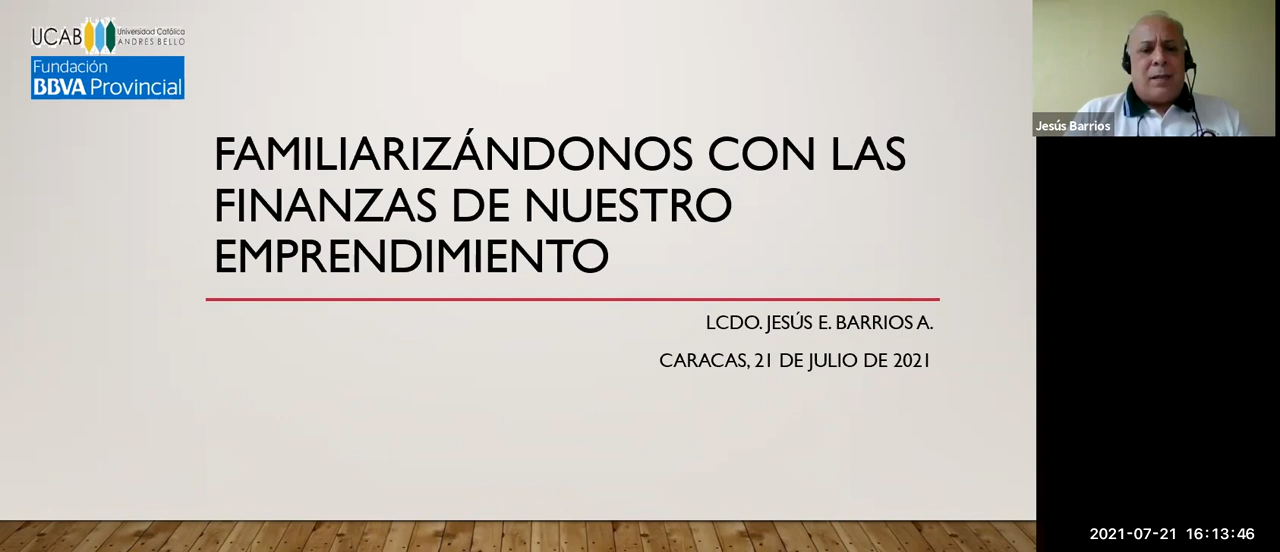 UCAB Universidad Católica
ANDRÉS BELLO
Fundación
BBVA Provincial
FAMILIARIZÁNDONOS CON LAS
FINANZAS DE NUESTRO
EMPRENDIMIENTO
LCDO. JESÚS E. BARRIOS A.
CARACAS, 21 DE JULIO DE 2021
Jesús Barrios
2021-07-21 16:13:46